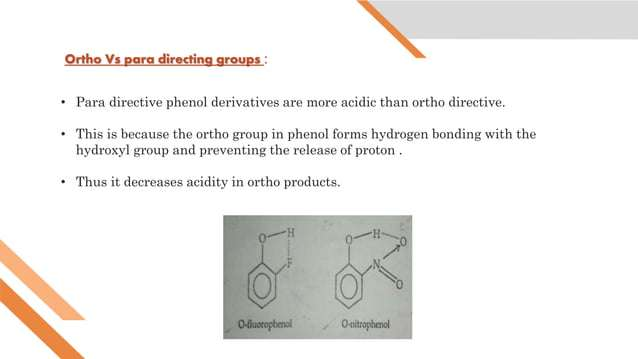 Ortho Vs para directing groups :
• Para directive phenol derivatives are more acidic than ortho directive.
• This is because the ortho group in phenol forms hydrogen bonding with the
hydroxyl group and preventing the release of proton .
• Thus it decreases acidity in ortho products.
O H
F
O H O
N
O
O-fluorophenol O-nitrophenol